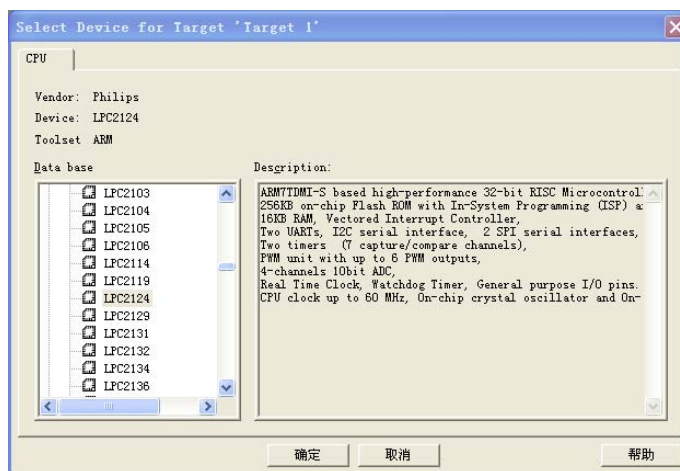 Select Device for Target 'Target 1'
CPU
Vendor: Philips
Device: LPC2124
Toolset ARM
Data base
Description:
LPC2103
LPC2104
LPC2105
LPC2106
LPC2114
LPC2119
LPC2124
LPC2129
LPC2131
LPC2132
LPC2134
LPC2136
ARM7TDMI-S based high-performance 32-bit RISC Microcontrol
256KB on-chip Flash ROM with In-System Programming (ISP) a
16KB RAM, Vectored Interrupt Controller,
Two UARTs, I2C serial interface, 2 SPI serial interfaces,
Two timers (7 capture/compare channels),
PWM unit with up to 6 PWM outputs,
4-channels 10bit ADC,
Real Time Clock, Watchdog Timer, General purpose I/O pins.
CPU clock up to 60 MHz, On-chip crystal oscillator and On-
确定 取消 帮助